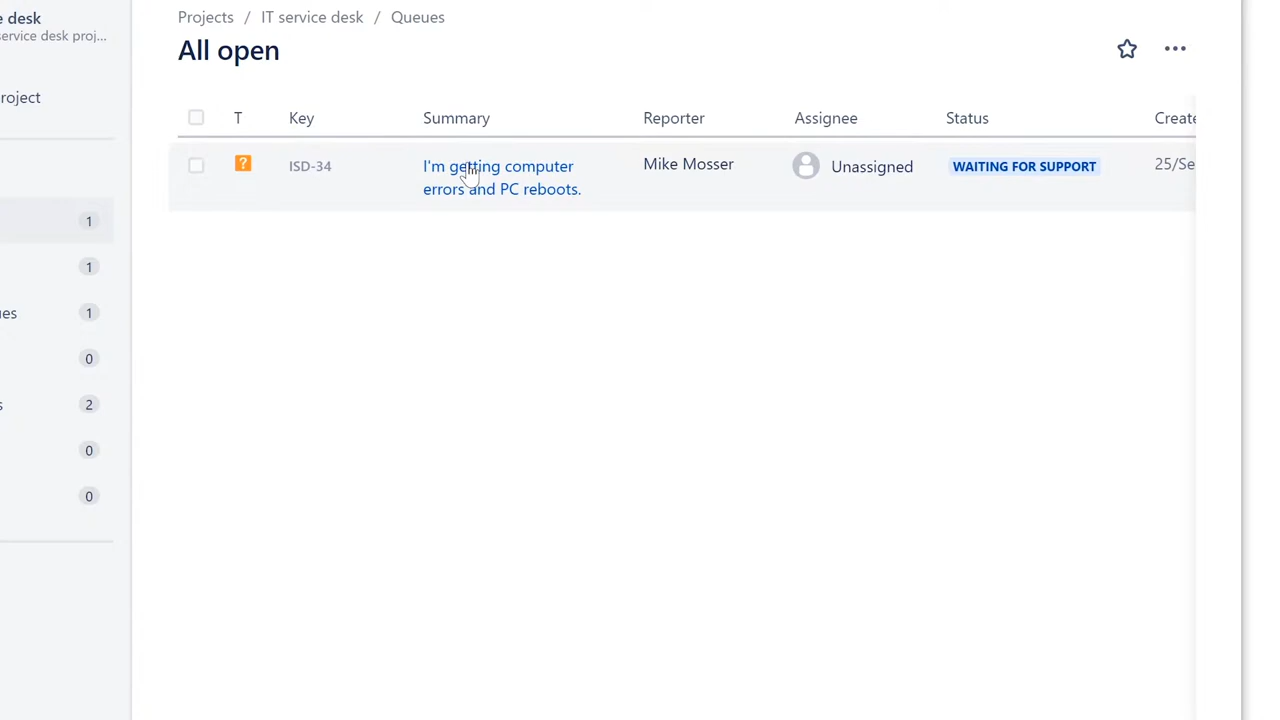 e desk
service desk proj...
roject
1
1
ues 1
0
s 2
0
0
Projects / IT service desk / Queues
All open
T Key Summary Reporter Assignee Status Create
? ISD-34 I'm getting computer Mike Mosser Unassigned WAITING FOR SUPPORT 25/Se
errors and PC reboots.